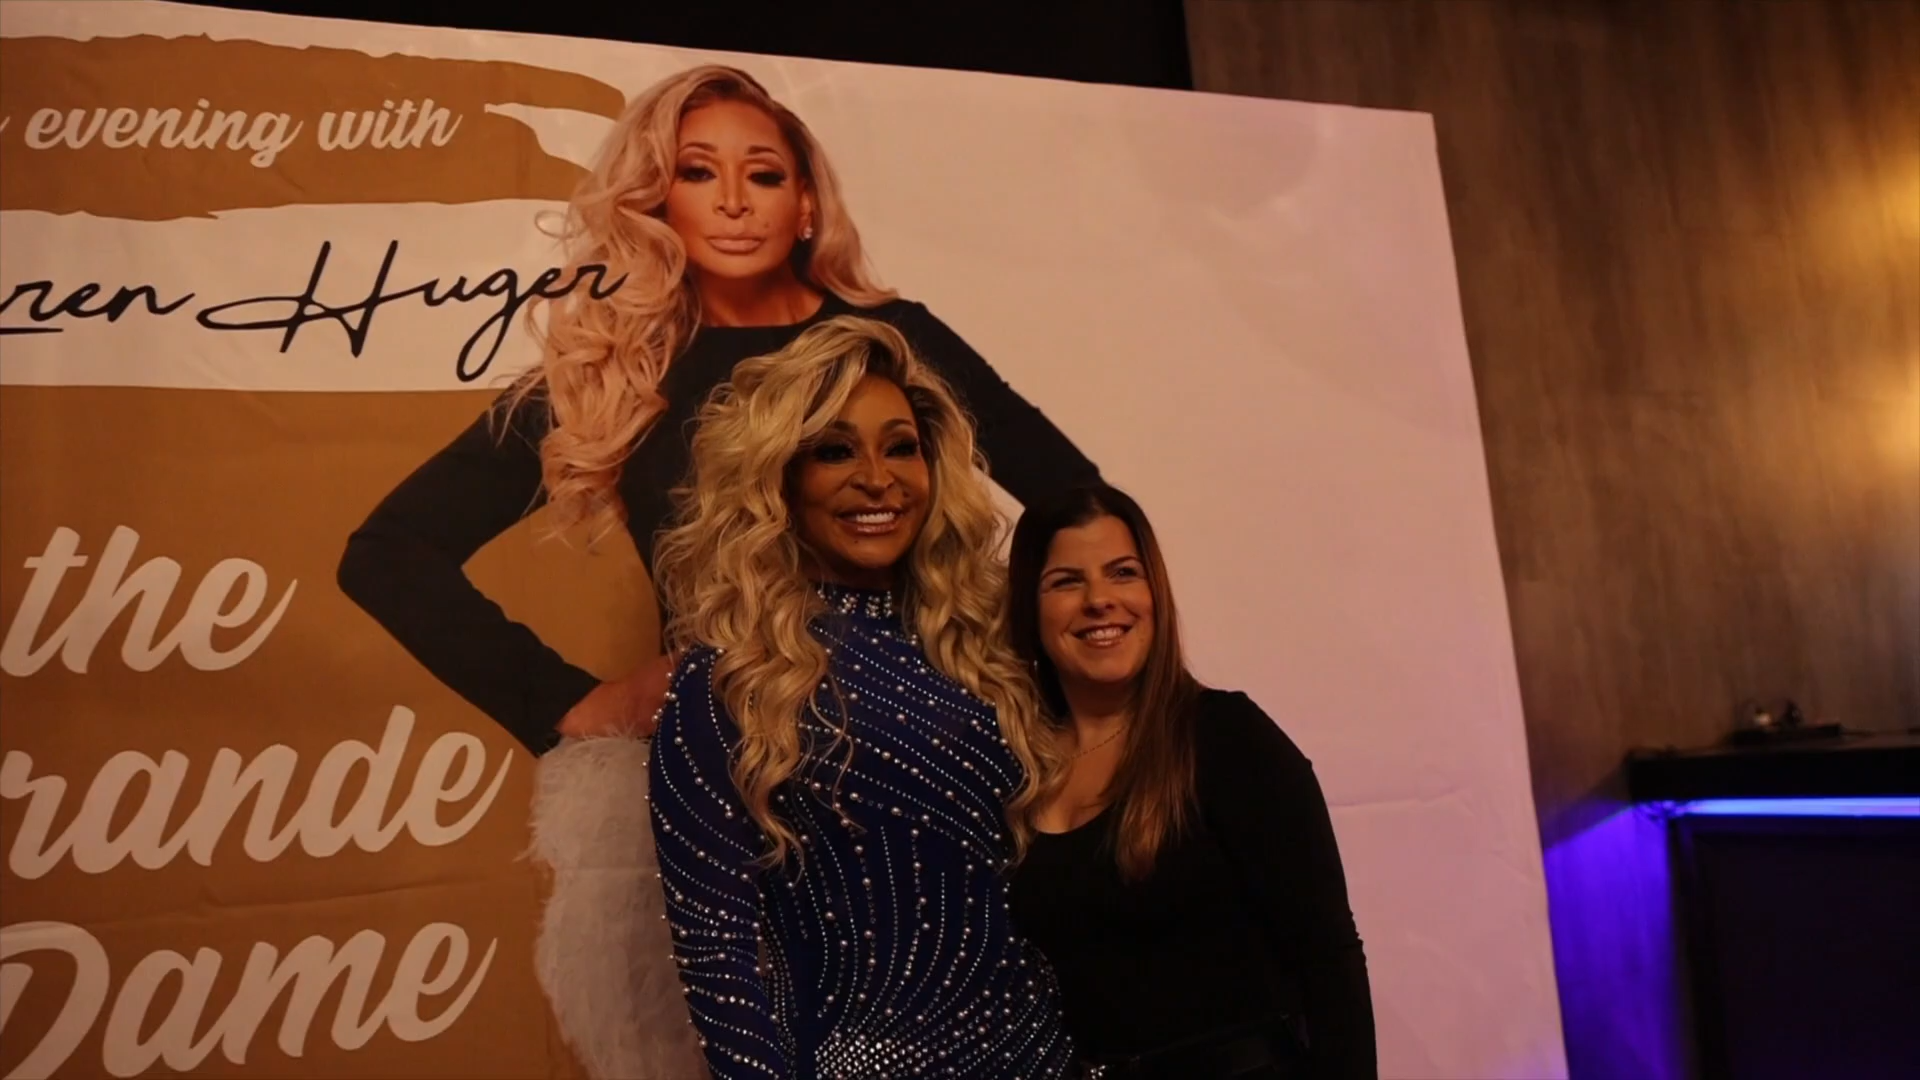 evening with
ren Huger
the
rande
Dame